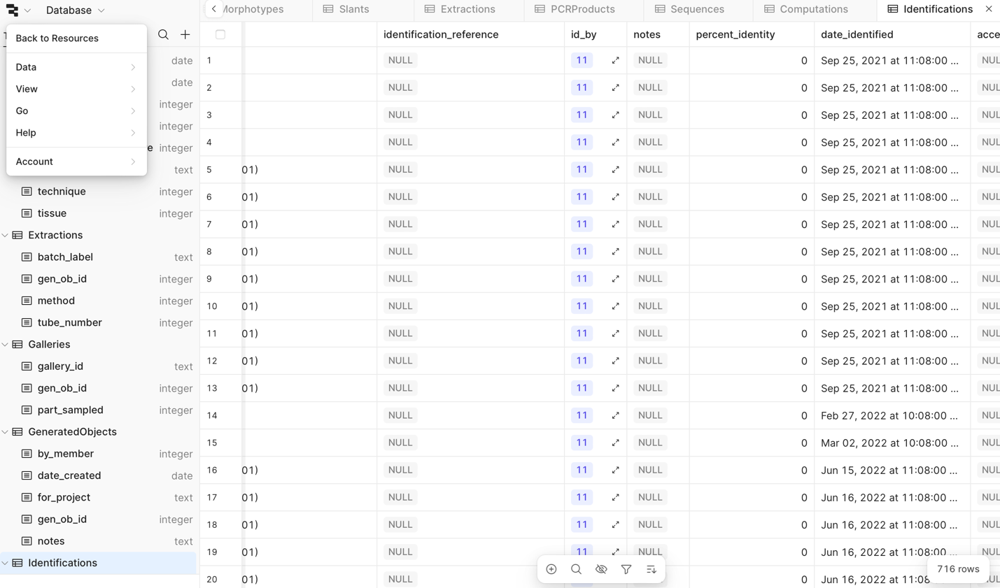 Database
Morphotypes
Slants
Extractions
PCRProducts
Sequences
Computations
Identifications
Back to Resources
Data
View
Go
Help
Account
date
date
integer
integer
e integer
text
technique integer
tissue integer
Extractions
batch_label text
gen_ob_id integer
method integer
tube_number integer
Galleries
gallery_id text
gen_ob_id integer
part_sampled integer
GeneratedObjects
by_member integer
date_created date
for_project text
gen_ob_id integer
notes text
Identifications
identification_reference id_by notes percent_identity date_identified acce
1 NULL 11 NULL 0 Sep 25, 2021 at 11:08:00 ... NUL
2 NULL 11 NULL 0 Sep 25, 2021 at 11:08:00 ... NUL
3 NULL 11 NULL 0 Sep 25, 2021 at 11:08:00 ... NUL
4 NULL 11 NULL 0 Sep 25, 2021 at 11:08:00 ... NUL
5 01) NULL 11 NULL 0 Sep 25, 2021 at 11:08:00 ... NUL
6 01) NULL 11 NULL 0 Sep 25, 2021 at 11:08:00 ... NUL
7 01) NULL 11 NULL 0 Sep 25, 2021 at 11:08:00 ... NUL
8 01) NULL 11 NULL 0 Sep 25, 2021 at 11:08:00 ... NUL
9 01) NULL 11 NULL 0 Sep 25, 2021 at 11:08:00 ... NUL
10 01) NULL 11 NULL 0 Sep 25, 2021 at 11:08:00 ... NUL
11 01) NULL 11 NULL 0 Sep 25, 2021 at 11:08:00 ... NUL
12 01) NULL 11 NULL 0 Sep 25, 2021 at 11:08:00 ... NUL
13 01) NULL 11 NULL 0 Sep 25, 2021 at 11:08:00 ... NUL
14 NULL 11 NULL 0 Feb 27, 2022 at 10:08:00 ... NUL
15 NULL 11 NULL 0 Mar 02, 2022 at 10:08:00 ... NUL
16 01) NULL 11 NULL 0 Jun 15, 2022 at 11:08:00 ... NUL
17 01) NULL 11 NULL 0 Jun 16, 2022 at 11:08:00 ... NUL
18 01) NULL 11 NULL 0 Jun 16, 2022 at 11:08:00 ... NUL
19 01) NULL 11 NULL 0 Jun 16, 2022 at 11:08:00 ... NUL
20 01) NULL 0 Jun 16, 2022 at 11:08
716 rows